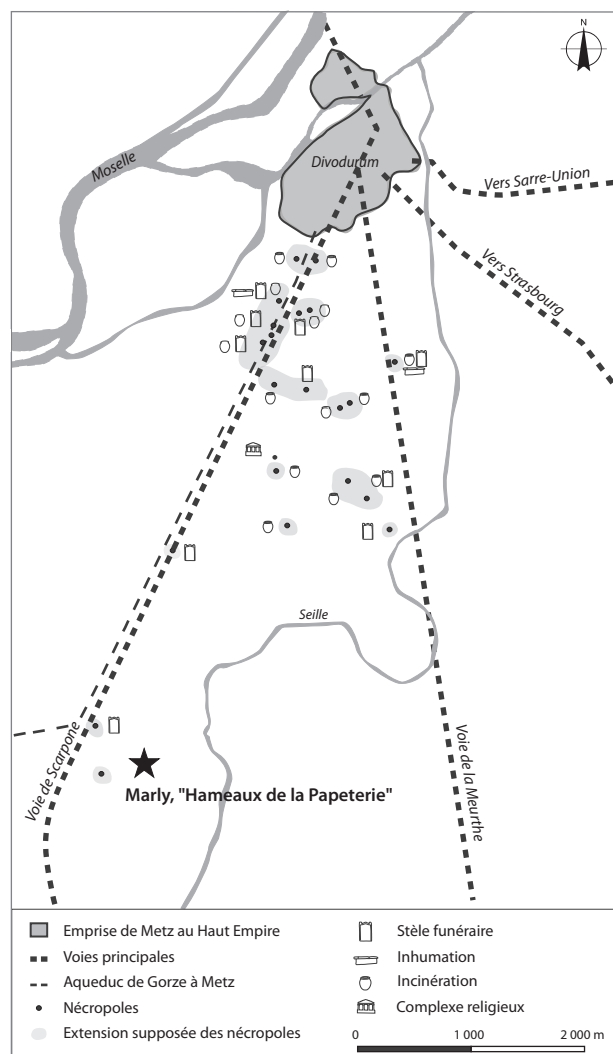 N
Moselle
Divodurum
Vers Sarre-Union
Vers Strasbourg
Seille
Voie de Scarpone
Voie de la Meurthe
Marly, "Hameaux de la Papeterie"
Emprise de Metz au Haut Empire
Voies principales
Aqueduc de Gorze à Metz
Nécropoles
Extension supposée des nécropoles
Stèle funéraire
Inhumation
Incinération
Complexe religieux
0 1 000 2 000 m